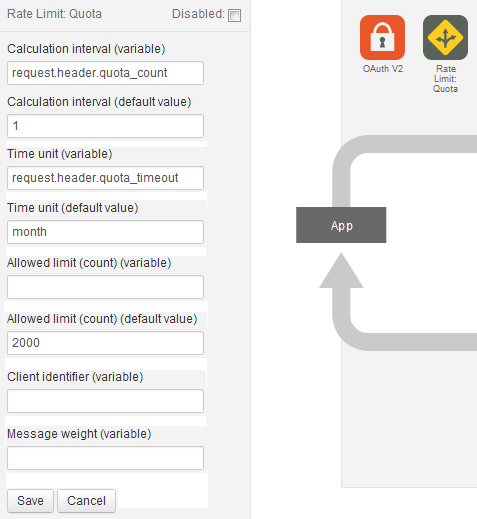 Rate Limit: Quota
Disabled:
Calculation interval (variable)
request.header.quota_count
Calculation interval (default value)
1
Time unit (variable)
request.header.quota_timeout
Time unit (default value)
month
Allowed limit (count) (variable)
Allowed limit (count) (default value)
2000
Client identifier (variable)
Message weight (variable)
Save
Cancel
OAuth V2
Rate
Limit:
Quota
App